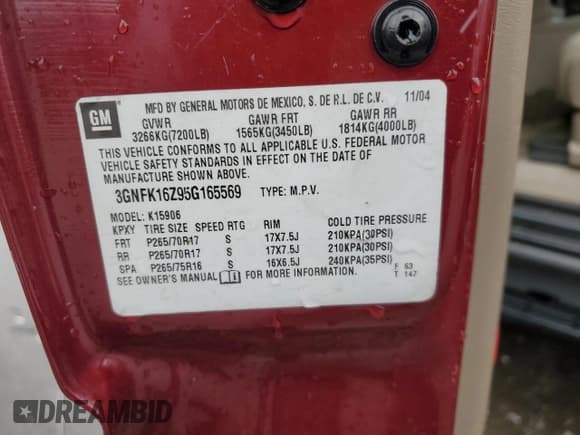 GM
MFD BY GENERAL MOTORS DE MEXICO, S. DE R.L. DE C.V. 11/04
GVWR GAWR FRT GAWR RR
3266KG(7200LB) 1565KG(3450LB) 1814KG(4000LB)
THIS VEHICLE CONFORMS TO ALL APPLICABLE U.S. FEDERAL MOTOR
VEHICLE SAFETY STANDARDS IN EFFECT ON THE DATE OF
MANUFACTURE SHOWN ABOVE.
3GNFK16Z95G165569 TYPE: M.P.V.
MODEL: K15906
KPXY TIRE SIZE SPEED RTG RIM COLD TIRE PRESSURE
FRT P265/70R17 S 17X7.5J 210KPA(30PSI)
RR P265/70R17 S 17X7.5J 210KPA(30PSI)
SPA P265/75R16 S 16X6.5J 240KPA(35PSI)
SEE OWNER'S MANUAL FOR MORE INFORMATION.
F 63
T 147
DREAMBID